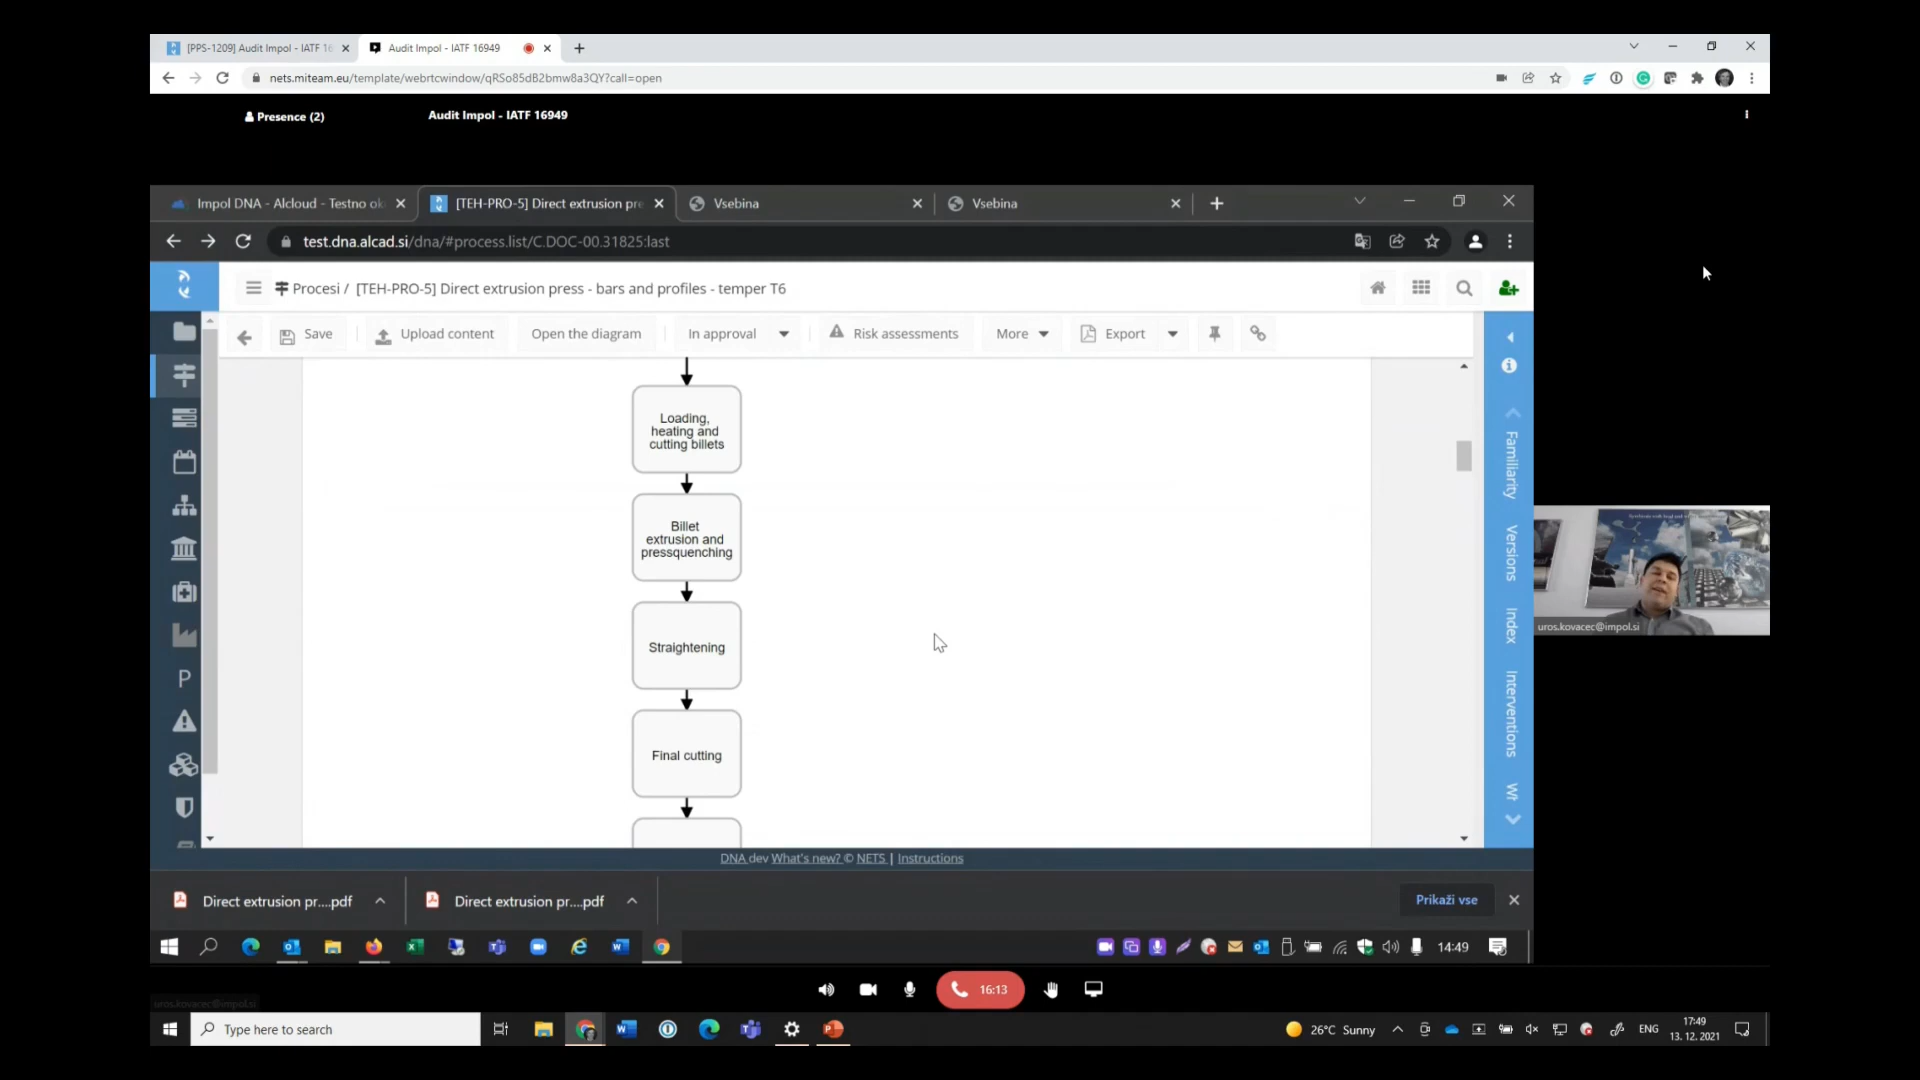 [PPS-1209] Audit Impol - IATF 16
Audit Impol - IATF 16949
nets.miteam.eu/template/webrtcwindow/qRSo85dB2bmw8a3QY?call=open
Presence (2)
Audit Impol - IATF 16949
Impol DNA - Alcloud - Testno ok
[TEH-PRO-5] Direct extrusion pre
Vsebina
Vsebina
test.dna.alcad.si/dna/#process.list/C.DOC-00.31825:last
Procesi / [TEH-PRO-5] Direct extrusion press - bars and profiles - temper T6
Save
Upload content
Open the diagram
In approval
Risk assessments
More
Export
Loading,
heating and
cutting billets
Billet
extrusion and
pressquenching
Straightening
Final cutting
P
Familiarity
Versions
Index
Interventions
uros.kovacec@impol.si
DNA dev What's new? © NETS | Instructions
Direct extrusion pr....pdf
Direct extrusion pr....pdf
Prikaži vse
14:49
16:13
uros.kovacec@impol.si
Type here to search
26°C Sunny
ENG
17:49
13. 12. 2021